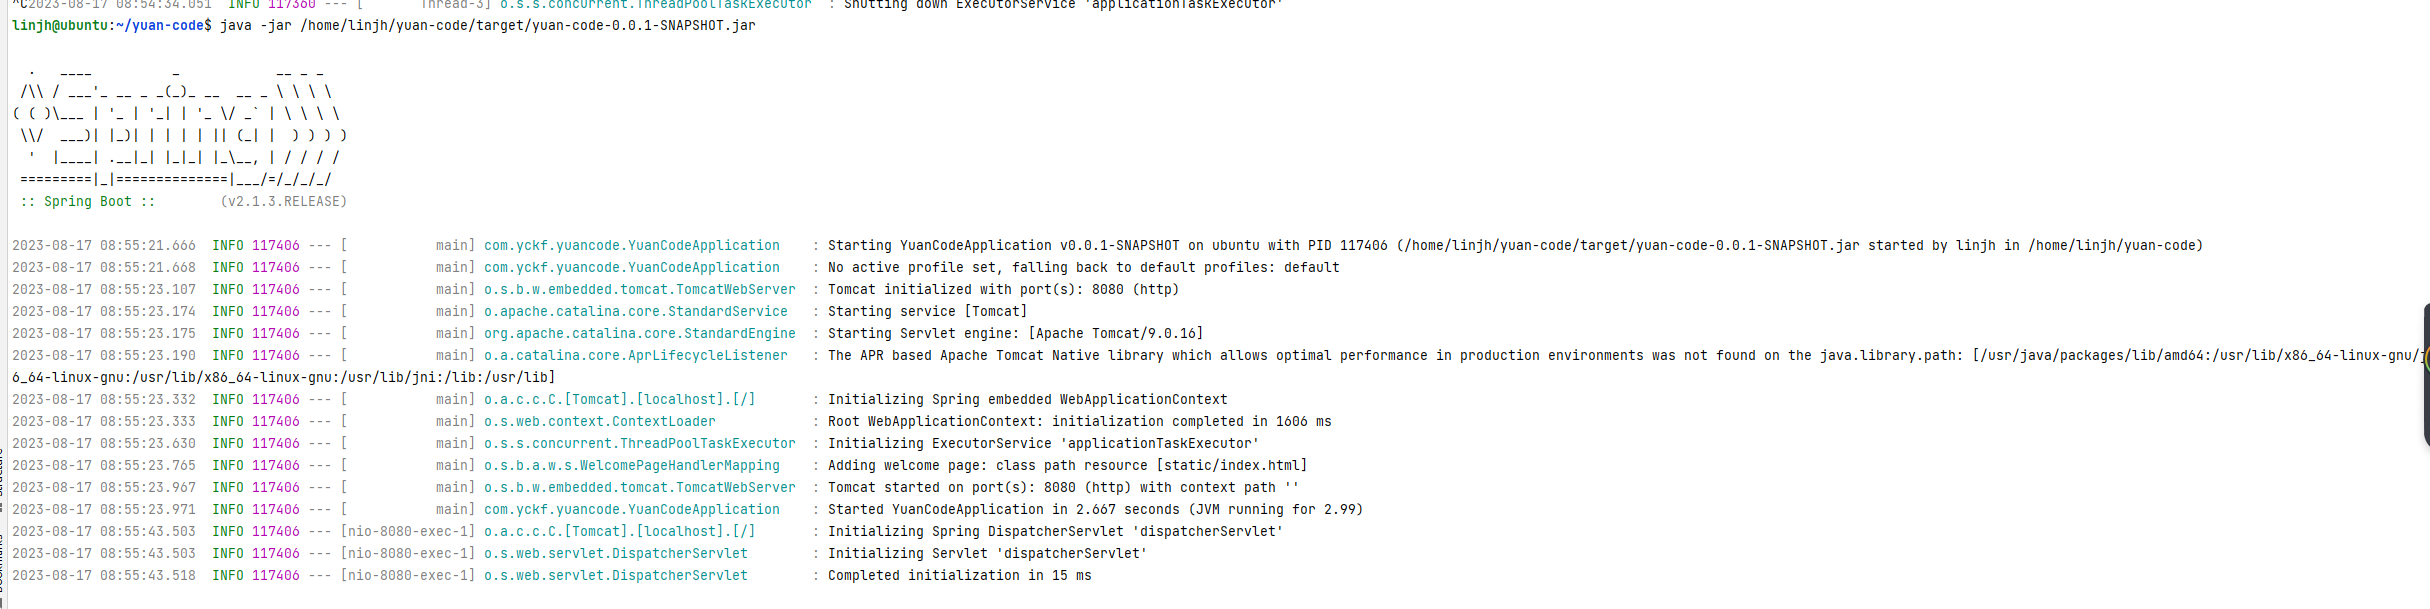 ^C2023-08-17 08:54:34.051  INFO 117360 --- [       Thread-3] o.s.s.concurrent.ThreadPoolTaskExecutor  : Shutting down ExecutorService 'applicationTaskExecutor'
linjh@ubuntu:~/yuan-code$ java -jar /home/linjh/yuan-code/target/yuan-code-0.0.1-SNAPSHOT.jar
  .   ____          _            __ _ _
 /\\ / ___'_ __ _ _(_)_ __  __ _ \ \ \ \
( ( )\___ | '_ | '_| | '_ \/ _` | \ \ \ \
 \\/  ___)| |_)| | | | | || (_| |  ) ) ) )
  '  |____| .__|_| |_|_| |_\__, | / / / /
 =========|_|==============|___/=/_/_/_/
 :: Spring Boot ::        (v2.1.3.RELEASE)
2023-08-17 08:55:21.666  INFO 117406 --- [           main] com.yckf.yuancode.YuanCodeApplication    : Starting YuanCodeApplication v0.0.1-SNAPSHOT on ubuntu with PID 117406 (/home/linjh/yuan-code/target/yuan-code-0.0.1-SNAPSHOT.jar started by linjh in /home/linjh/yuan-code)
2023-08-17 08:55:21.668  INFO 117406 --- [           main] com.yckf.yuancode.YuanCodeApplication    : No active profile set, falling back to default profiles: default
2023-08-17 08:55:23.107  INFO 117406 --- [           main] o.s.b.w.embedded.tomcat.TomcatWebServer  : Tomcat initialized with port(s): 8080 (http)
2023-08-17 08:55:23.174  INFO 117406 --- [           main] o.apache.catalina.core.StandardService   : Starting service [Tomcat]
2023-08-17 08:55:23.175  INFO 117406 --- [           main] org.apache.catalina.core.StandardEngine  : Starting Servlet engine: [Apache Tomcat/9.0.16]
2023-08-17 08:55:23.190  INFO 117406 --- [           main] o.a.catalina.core.AprLifecycleListener   : The APR based Apache Tomcat Native library which allows optimal performance in production environments was not found on the java.library.path: [/usr/java/packages/lib/amd64:/usr/lib/x86_64-linux-gnu/j
6_64-linux-gnu:/usr/lib/x86_64-linux-gnu:/usr/lib/jni:/lib:/usr/lib]
2023-08-17 08:55:23.332  INFO 117406 --- [           main] o.a.c.c.C.[Tomcat].[localhost].[/]       : Initializing Spring embedded WebApplicationContext
2023-08-17 08:55:23.333  INFO 117406 --- [           main] o.s.web.context.ContextLoader            : Root WebApplicationContext: initialization completed in 1606 ms
2023-08-17 08:55:23.630  INFO 117406 --- [           main] o.s.s.concurrent.ThreadPoolTaskExecutor  : Initializing ExecutorService 'applicationTaskExecutor'
2023-08-17 08:55:23.765  INFO 117406 --- [           main] o.s.b.a.w.s.WelcomePageHandlerMapping    : Adding welcome page: class path resource [static/index.html]
2023-08-17 08:55:23.967  INFO 117406 --- [           main] o.s.b.w.embedded.tomcat.TomcatWebServer  : Tomcat started on port(s): 8080 (http) with context path ''
2023-08-17 08:55:23.971  INFO 117406 --- [           main] com.yckf.yuancode.YuanCodeApplication    : Started YuanCodeApplication in 2.667 seconds (JVM running for 2.99)
2023-08-17 08:55:43.503  INFO 117406 --- [nio-8080-exec-1] o.a.c.c.C.[Tomcat].[localhost].[/]       : Initializing Spring DispatcherServlet 'dispatcherServlet'
2023-08-17 08:55:43.503  INFO 117406 --- [nio-8080-exec-1] o.s.web.servlet.DispatcherServlet        : Initializing Servlet 'dispatcherServlet'
2023-08-17 08:55:43.518  INFO 117406 --- [nio-8080-exec-1] o.s.web.servlet.DispatcherServlet        : Completed initialization in 15 ms